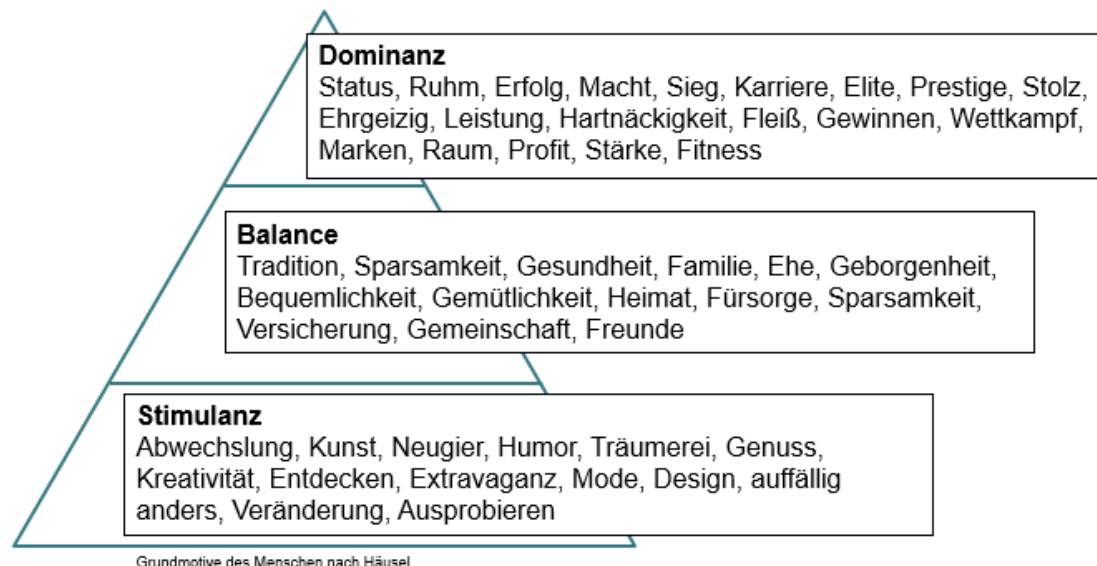 Dominanz
Status, Ruhm, Erfolg, Macht, Sieg, Karriere, Elite, Prestige, Stolz,
Ehrgeizig, Leistung, Hartnäckigkeit, Fleiß, Gewinnen, Wettkampf,
Marken, Raum, Profit, Stärke, Fitness
Balance
Tradition, Sparsamkeit, Gesundheit, Familie, Ehe, Geborgenheit,
Bequemlichkeit, Gemütlichkeit, Heimat, Fürsorge, Sparsamkeit,
Versicherung, Gemeinschaft, Freunde
Stimulanz
Abwechslung, Kunst, Neugier, Humor, Träumerei, Genuss,
Kreativität, Entdecken, Extravaganz, Mode, Design, auffällig
anders, Veränderung, Ausprobieren
Grundmotive des Menschen nach Häusel